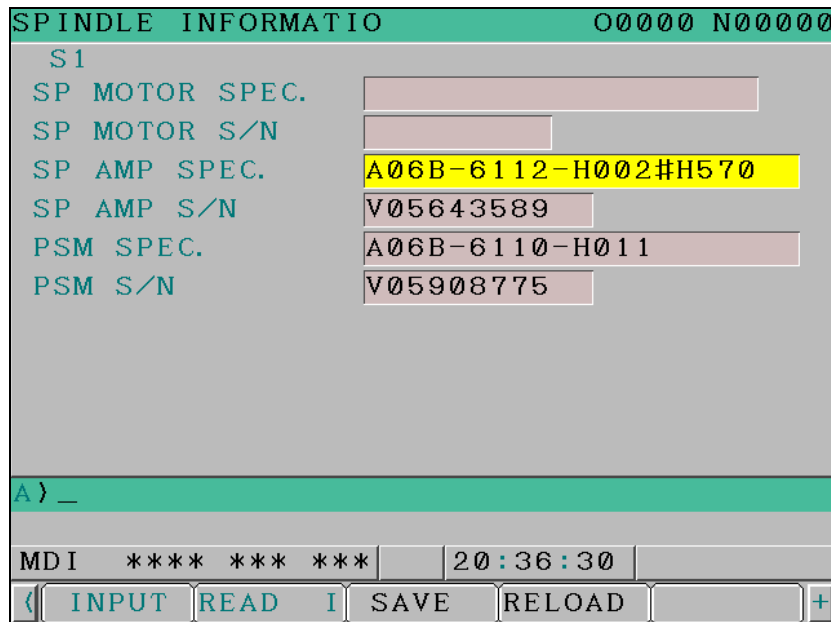 SPINDLE INFORMATIO O0000 N00000
S1
SP MOTOR SPEC.
SP MOTOR S/N
SP AMP SPEC. A06B-6112-H002#H570
SP AMP S/N V05643589
PSM SPEC. A06B-6110-H011
PSM S/N V05908775
A)_
MDI **** *** *** 20:36:30
( INPUT READ I SAVE RELOAD +